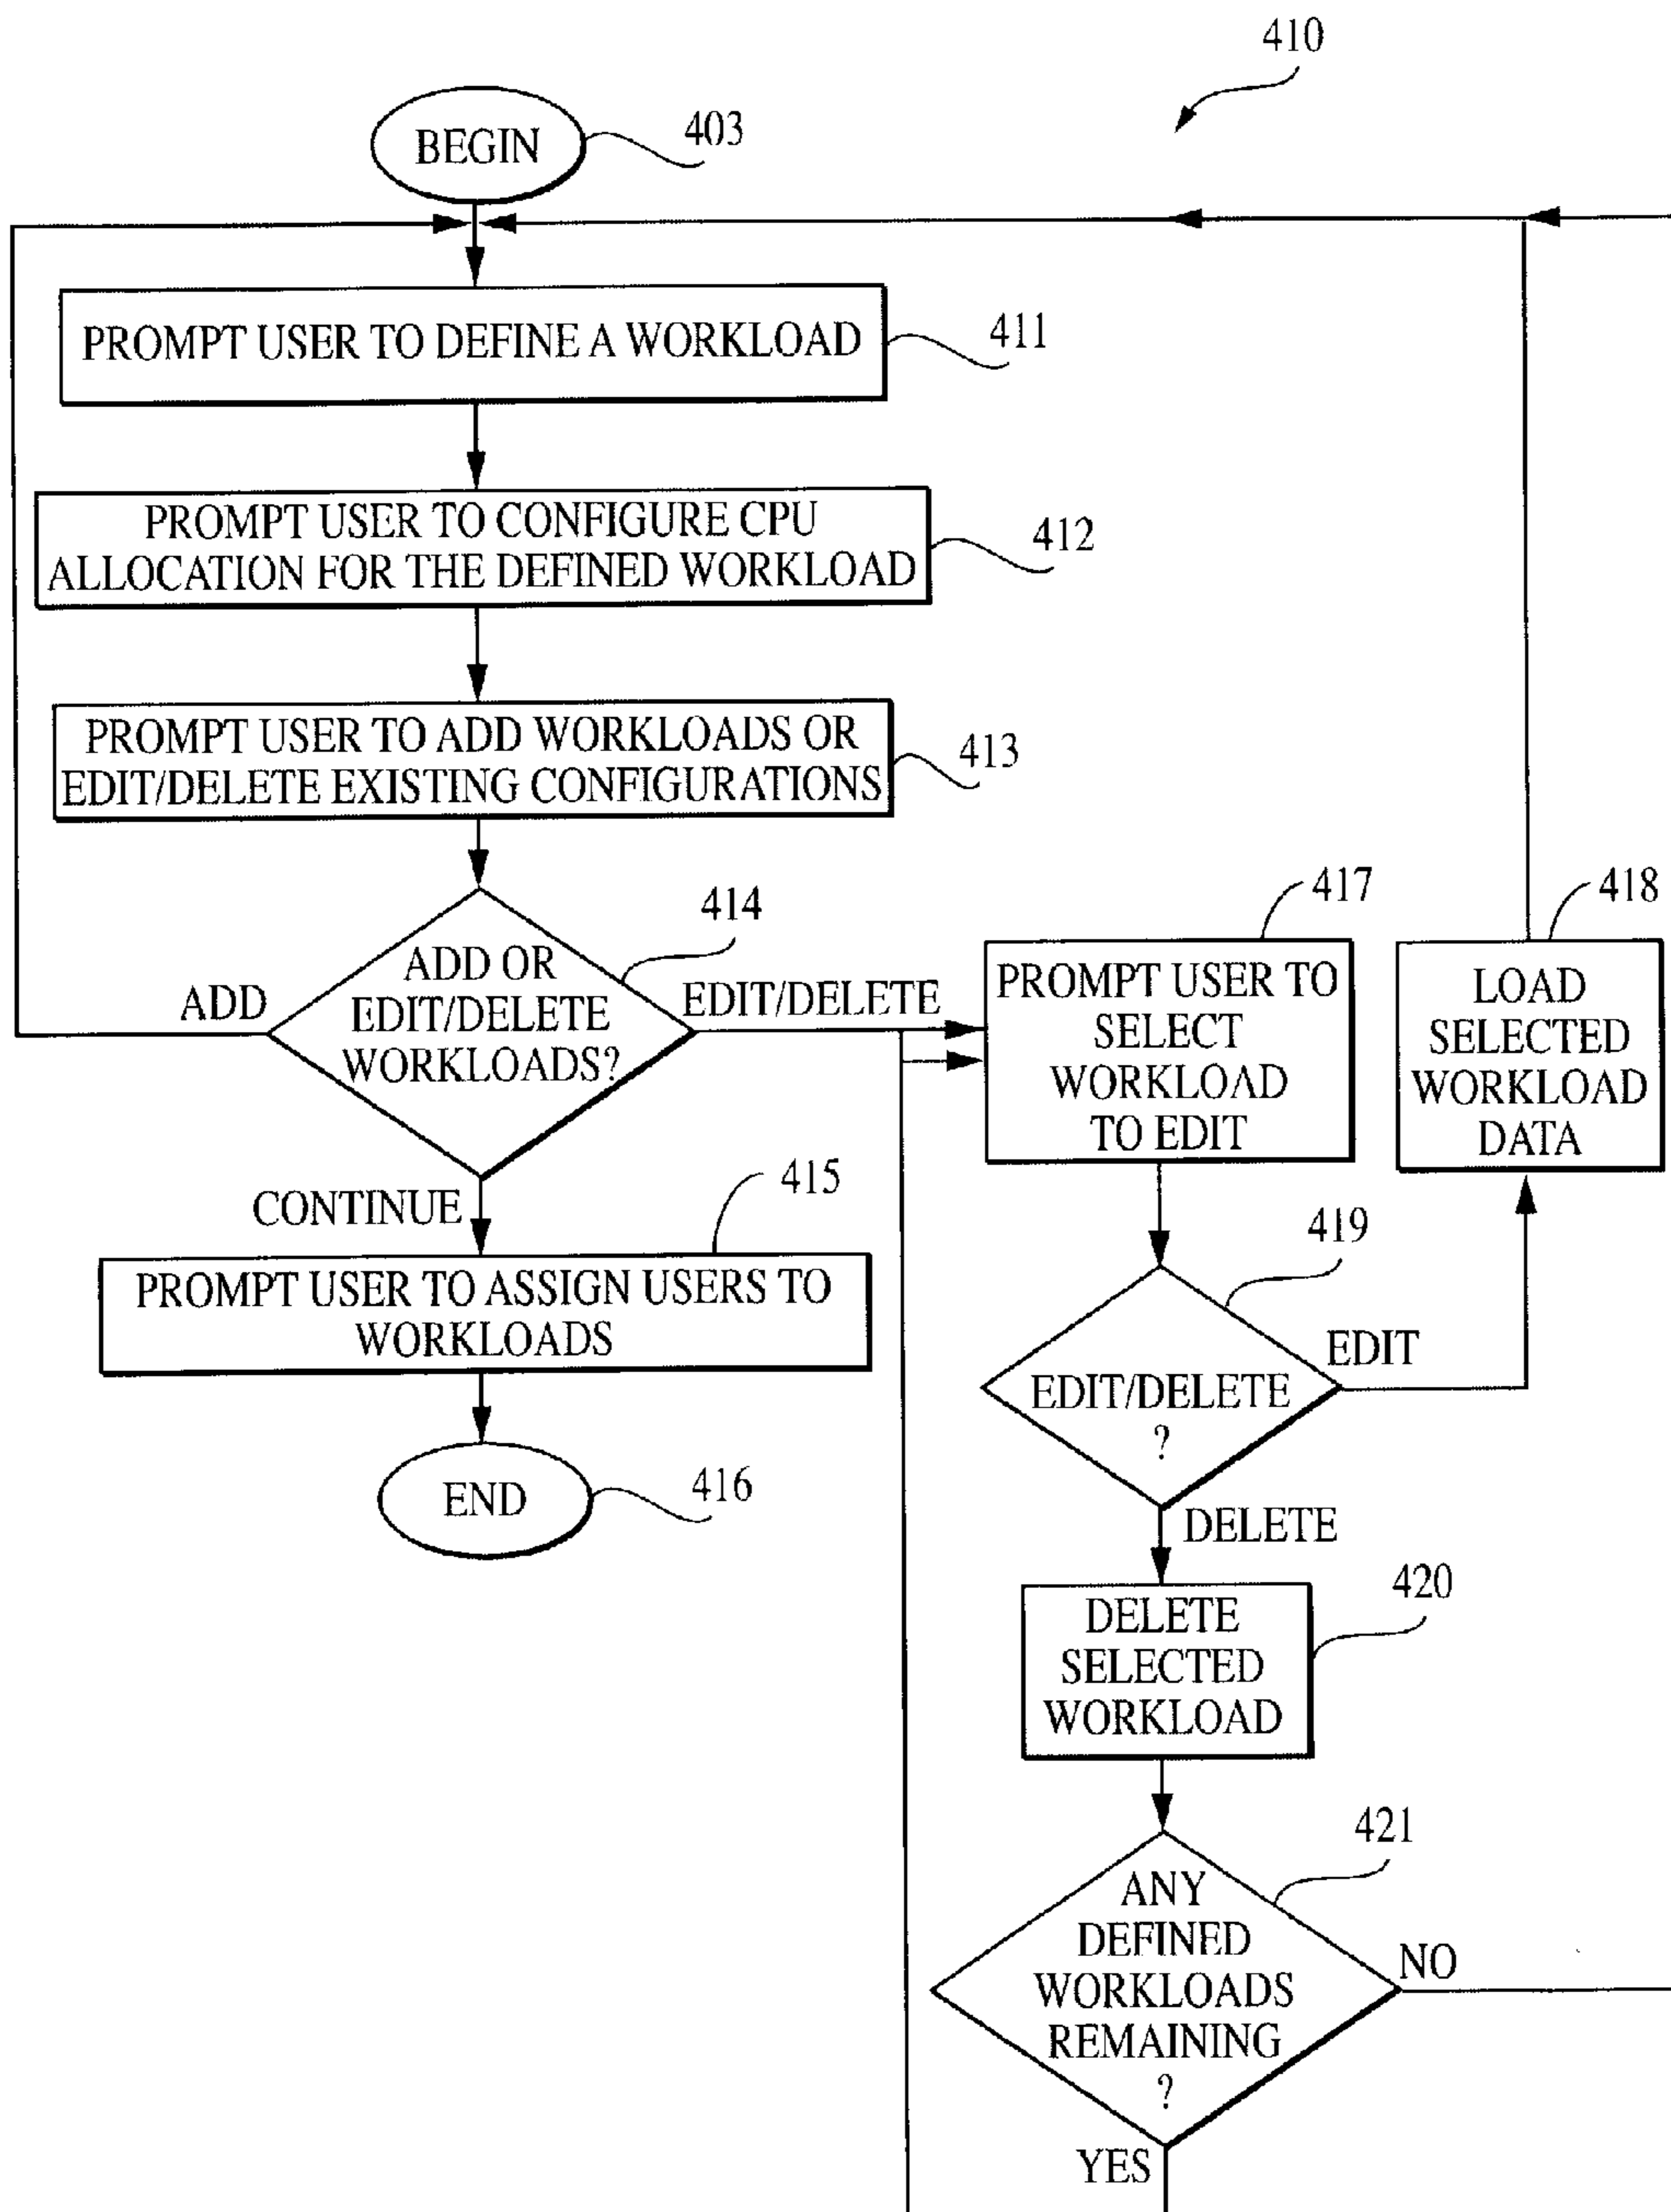 410
BEGIN
403
PROMPT USER TO DEFINE A WORKLOAD
411
PROMPT USER TO CONFIGURE CPU
ALLOCATION FOR THE DEFINED WORKLOAD
412
PROMPT USER TO ADD WORKLOADS OR
EDIT/DELETE EXISTING CONFIGURATIONS
413
ADD OR
EDIT/DELETE
WORKLOADS?
414
ADD
EDIT/DELETE
CONTINUE
PROMPT USER TO ASSIGN USERS TO
WORKLOADS
415
END
416
417
PROMPT USER TO
SELECT
WORKLOAD
TO EDIT
418
LOAD
SELECTED
WORKLOAD
DATA
419
EDIT/DELETE
?
EDIT
DELETE
420
DELETE
SELECTED
WORKLOAD
421
ANY
DEFINED
WORKLOADS
REMAINING
?
NO
YES